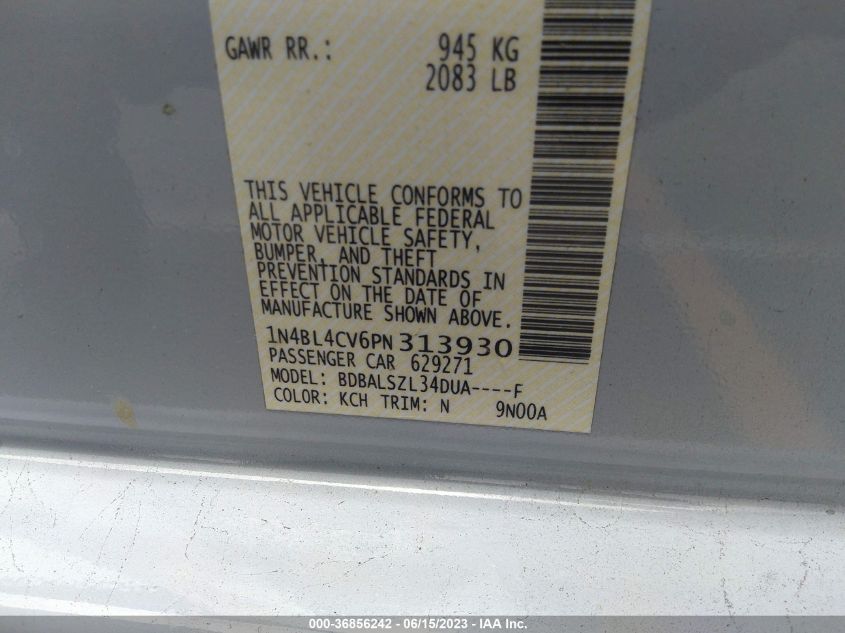 GAWR RR.: 945 KG
2083 LB
THIS VEHICLE CONFORMS TO
ALL APPLICABLE FEDERAL
MOTOR VEHICLE SAFETY,
BUMPER, AND THEFT
PREVENTION STANDARDS IN
EFFECT ON THE DATE OF
MANUFACTURE SHOWN ABOVE.
1N4BL4CV6PN 313930
PASSENGER CAR 629271
MODEL: BDBALSZL34DUA----F
COLOR: KCH TRIM: N 9N00A
000-36856242 - 06/15/2023 - IAA Inc.